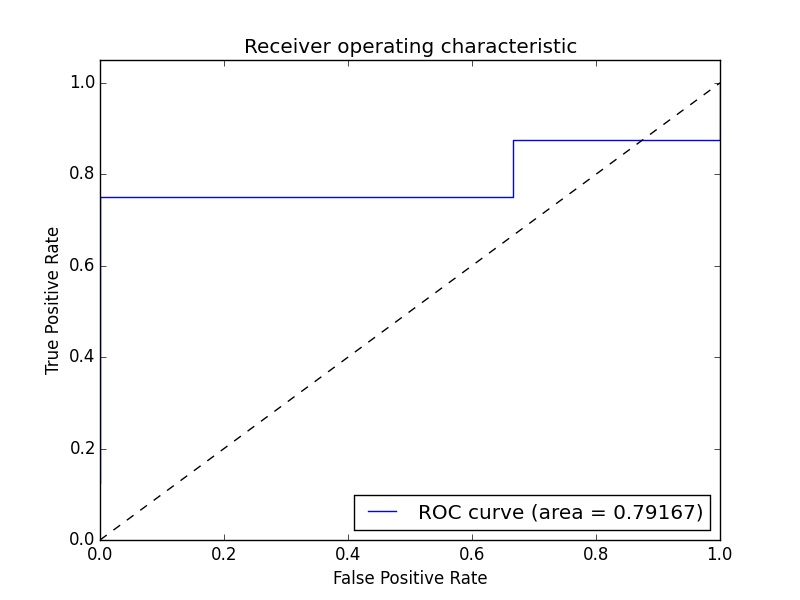 Receiver operating characteristic
1.0
0.8
0.6
0.4
0.2
0.0
True Positive Rate
ROC curve (area = 0.79167)
0.0 0.2 0.4 0.6 0.8 1.0
False Positive Rate